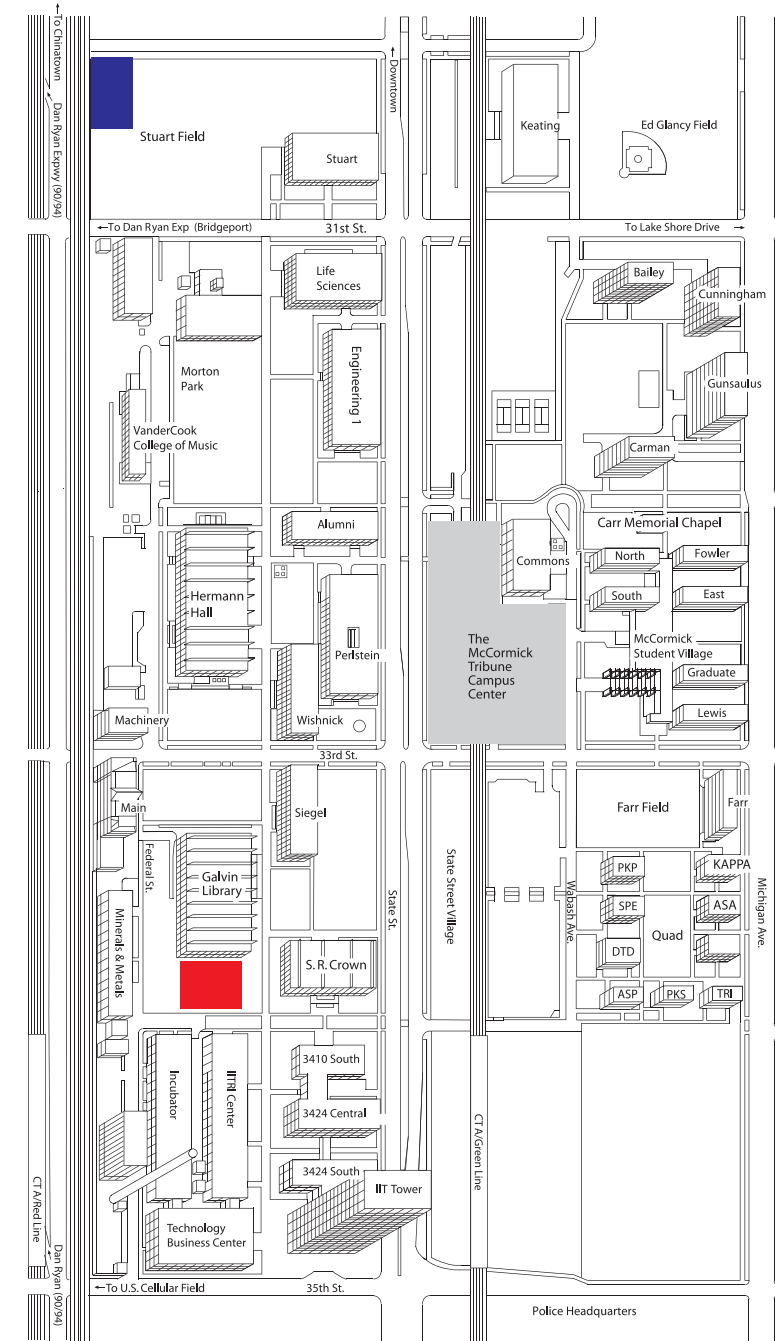 To Chinatown
Dan Ryan Expwy (90/94)
Downtown
Stuart Field
Stuart
Keating
Ed Glancy Field
To Dan Ryan Exp (Bridgeport)
31st St.
To Lake Shore Drive
Life
Sciences
Bailey
Cunningham
Engineering 1
Morton
Park
Gunsaulus
VanderCook
College of Music
Carman
Alumni
Carr Memorial Chapel
Commons
North
Fowler
Hermann
Hall
South
East
Perlstein
The
McCormick
Tribune
Campus
Center
McCormick
Student Village
Graduate
Machinery
Wishnick
Lewis
33rd St.
Main
Siegel
Farr Field
Farr
Federal St.
Galvin
Library
State St.
State Street Village
Wabash Ave.
Michigan Ave.
PKP
KAPPA
SPE
ASA
Quad
Minerals & Metals
S. R. Crown
DTD
ASP
PKS
TRI
Incubator
IITRI Center
3410 South
3424 Central
3424 South
IIT Tower
CT A/Green Line
CT A/Red Line
Technology
Business Center
Dan Ryan (90/94)
To U.S. Cellular Field
35th St.
Police Headquarters